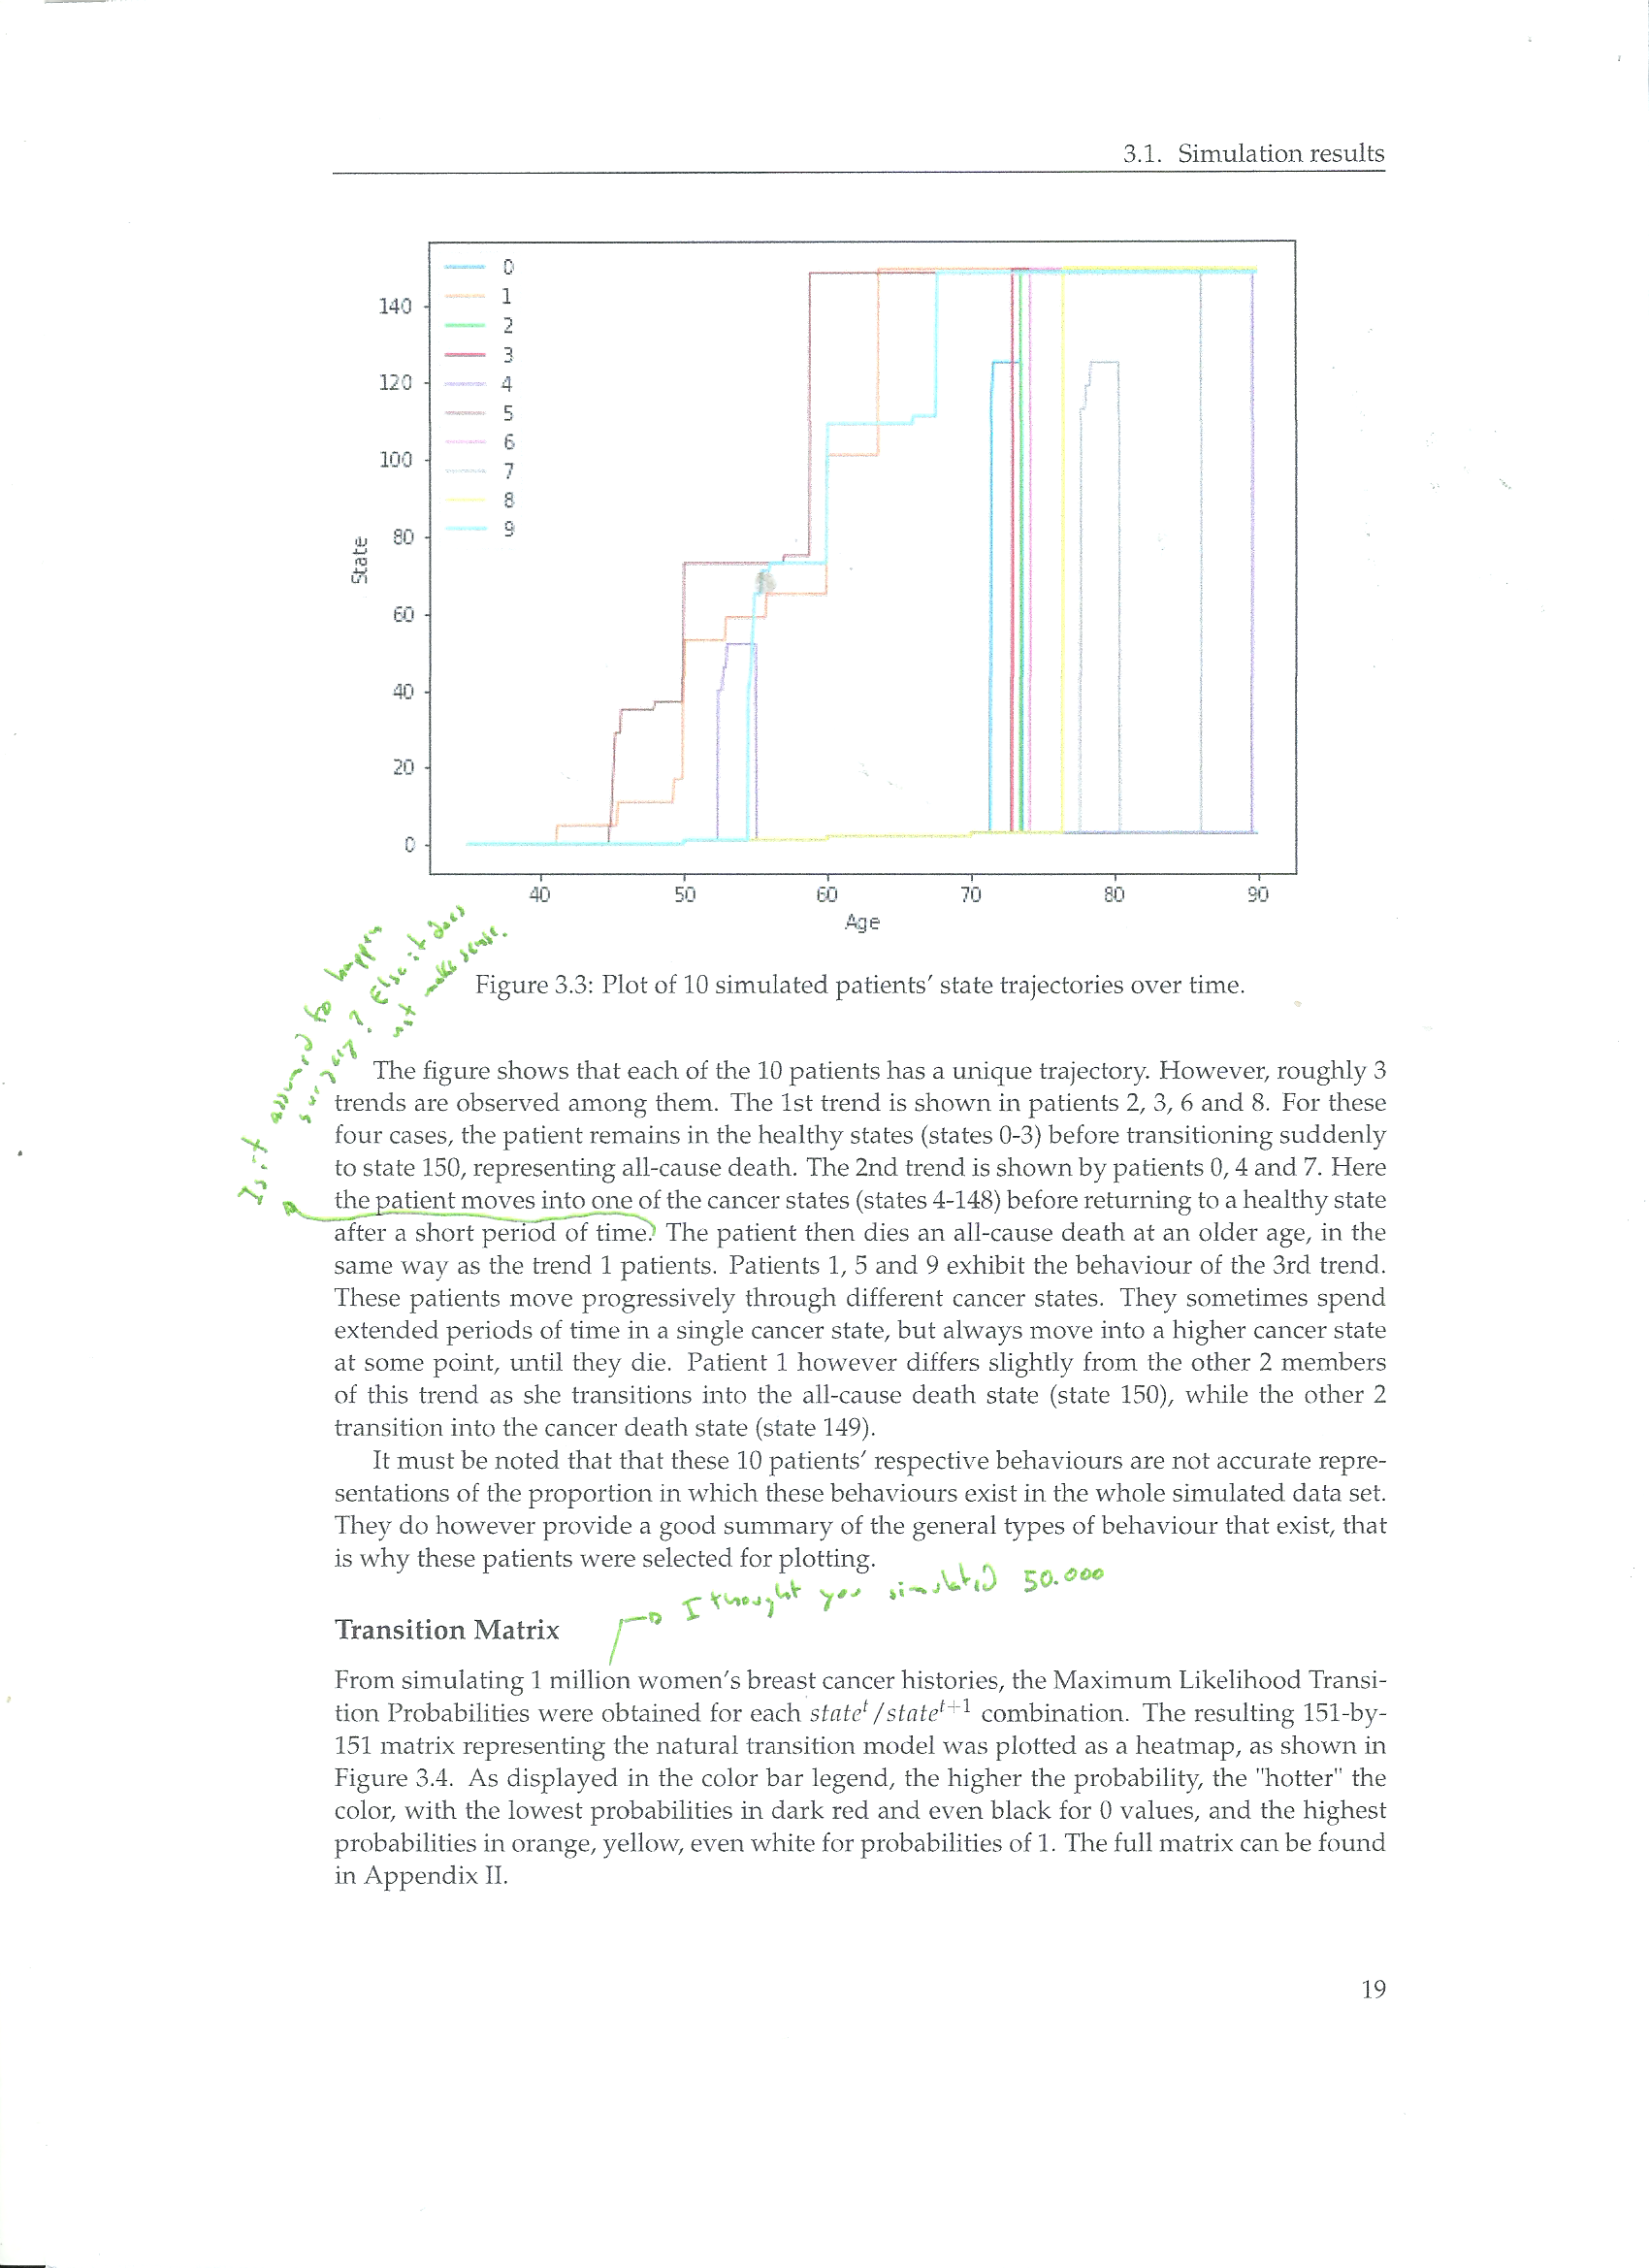 3.1. Simulation results
0
1
2
3
4
5
6
7
8
9
140
120
100
80
60
40
20
0
State
40 50 60 70 80 90
Age
Figure 3.3: Plot of 10 simulated patients' state trajectories over time.
Is it assumed to happen
surgery? Else it does
not make sense.
The figure shows that each of the 10 patients has a unique trajectory. However, roughly 3
trends are observed among them. The 1st trend is shown in patients 2, 3, 6 and 8. For these
four cases, the patient remains in the healthy states (states 0-3) before transitioning suddenly
to state 150, representing all-cause death. The 2nd trend is shown by patients 0, 4 and 7. Here
the patient moves into one of the cancer states (states 4-148) before returning to a healthy state
after a short period of time. The patient then dies an all-cause death at an older age, in the
same way as the trend 1 patients. Patients 1, 5 and 9 exhibit the behaviour of the 3rd trend.
These patients move progressively through different cancer states. They sometimes spend
extended periods of time in a single cancer state, but always move into a higher cancer state
at some point, until they die. Patient 1 however differs slightly from the other 2 members
of this trend as she transitions into the all-cause death state (state 150), while the other 2
transition into the cancer death state (state 149).
It must be noted that that these 10 patients' respective behaviours are not accurate repre-
sentations of the proportion in which these behaviours exist in the whole simulated data set.
They do however provide a good summary of the general types of behaviour that exist, that
is why these patients were selected for plotting.
I thought you simulated 50.000
Transition Matrix
From simulating 1 million women's breast cancer histories, the Maximum Likelihood Transi-
tion Probabilities were obtained for each state^t/state^{t+1} combination. The resulting 151-by-
151 matrix representing the natural transition model was plotted as a heatmap, as shown in
Figure 3.4. As displayed in the color bar legend, the higher the probability, the "hotter" the
color, with the lowest probabilities in dark red and even black for 0 values, and the highest
probabilities in orange, yellow, even white for probabilities of 1. The full matrix can be found
in Appendix II.
19